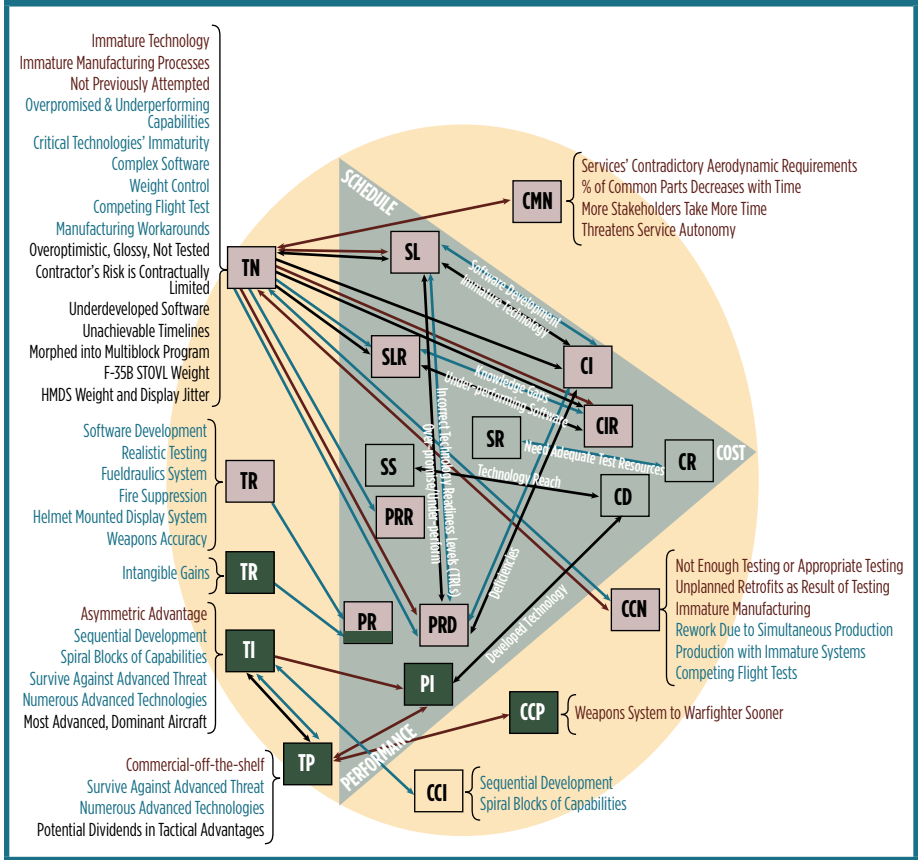 Immature Technology
Immature Manufacturing Processes
Not Previously Attempted
Overpromised & Underperforming
Capabilities
Critical Technologies' Immaturity
Complex Software
Weight Control
Competing Flight Test
Manufacturing Workarounds
Overoptimistic, Glossy, Not Tested
Contractor's Risk is Contractually
Limited
Underdeveloped Software
Unachievable Timelines
Morphed into Multiblock Program
F-35B STOVL Weight
HMDS Weight and Display Jitter
TN
Services' Contradictory Aerodynamic Requirements
% of Common Parts Decreases with Time
More Stakeholders Take More Time
Threatens Service Autonomy
CMN
SCHEDULE
SL
Software Development
Immature Technology
CI
SLR
Knowledge Gaps
Under-performing Software
CIR
SR
Need Adequate Test Resources
CR
COST
SS
Technology Reach
CD
PRR
Incorrect Technology Readiness Levels (TRLs)
Over-promise/Under-perform
Deficiencies
Developed Technology
Software Development
Realistic Testing
Fueldraulics System
Fire Suppression
Helmet Mounted Display System
Weapons Accuracy
TR
Intangible Gains
TR
PR
PRD
CCN
Not Enough Testing or Appropriate Testing
Unplanned Retrofits as Result of Testing
Immature Manufacturing
Rework Due to Simultaneous Production
Production with Immature Systems
Competing Flight Tests
Asymmetric Advantage
Sequential Development
Spiral Blocks of Capabilities
Survive Against Advanced Threat
Numerous Advanced Technologies
Most Advanced, Dominant Aircraft
TI
PI
CCP
Weapons System to Warfighter Sooner
PERFORMANCE
Commercial-off-the-shelf
Survive Against Advanced Threat
Numerous Advanced Technologies
Potential Dividends in Tactical Advantages
TP
CCI
Sequential Development
Spiral Blocks of Capabilities